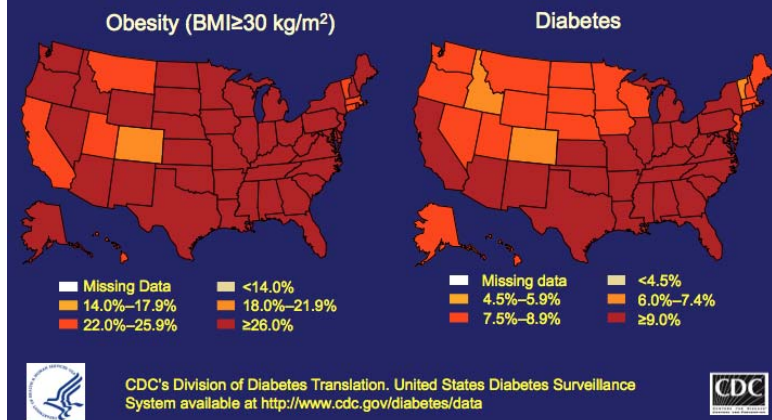 Obesity (BMI≥30 kg/m²)
Diabetes
Missing Data
<14.0%
14.0%–17.9%
18.0%–21.9%
22.0%–25.9%
≥26.0%
Missing data
<4.5%
4.5%–5.9%
6.0%–7.4%
7.5%–8.9%
≥9.0%
CDC's Division of Diabetes Translation. United States Diabetes Surveillance
System available at http://www.cdc.gov/diabetes/data
CDC